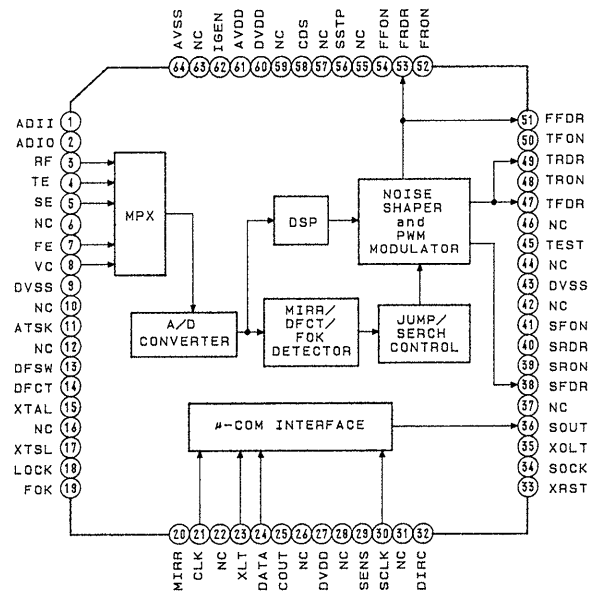 AVSS NC IGEN AVDD DVDD NC CDS NC SSTP NC FFON FRDR FRON
64 63 62 61 60 59 58 57 56 55 54 53 52
ADII 1
ADIO 2
RF 3
TE 4
SE 5
NC 6
FE 7
VC 8
DVSS 9
NC 10
ATSK 11
NC 12
DFSW 13
DFCT 14
XTAL 15
NC 16
XTSL 17
LOCK 18
FOK 19
MPX
DSP
NOISE
SHAPER
and
PWM
MODULATOR
A/D
CONVERTER
MIRR/
DFCT/
FOK
DETECTOR
JUMP/
SERCH
CONTROL
μ-COM INTERFACE
51 FFDR
50 TFON
49 TRDR
48 TRON
47 TFDR
46 NC
45 TEST
44 NC
43 DVSS
42 NC
41 SFON
40 SRDR
39 SRON
38 SFDR
37 NC
36 SOUT
35 XOLT
34 SOCK
33 XRST
20 21 22 23 24 25 26 27 28 29 30 31 32
MIRR CLK NC XLT DATA COUT NC DVDD NC SENS SCLK NC DIRC